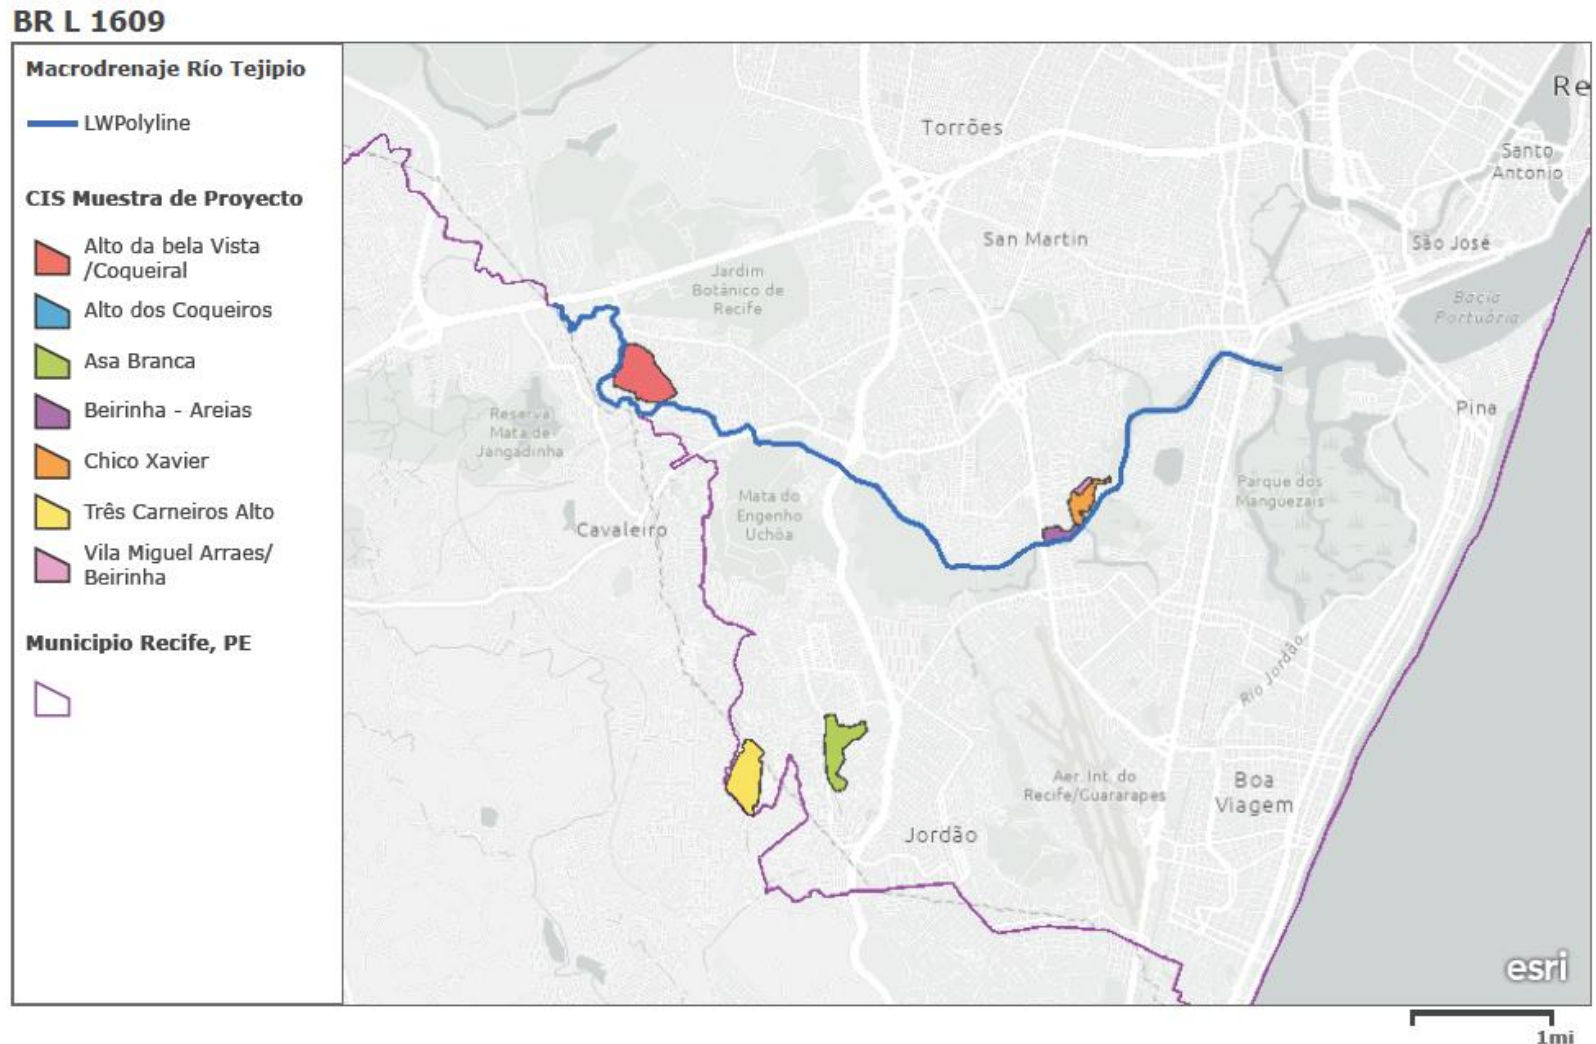 BR L 1609
Macrodrenaje Río Tejipio
LWPolyline
CIS Muestra de Proyecto
Alto da bela Vista
/Coqueiral
Alto dos Coqueiros
Asa Branca
Beirinha - Areias
Chico Xavier
Três Carneiros Alto
Vila Miguel Arraes/
Beirinha
Municipio Recife, PE
Re
Torrões
Santo
Antonio
San Martin
São José
Jardim
Botânico de
Recife
Bacia
Portuária
Reserva
Mata de
Jangadinha
Pina
Mata do
Engenho
Uchôa
Parque dos
Manguezais
Cavaleiro
Rio Jordão
Aer. Int. do
Recife/Guararapes
Boa
Viagem
Jordão
esri
1mi